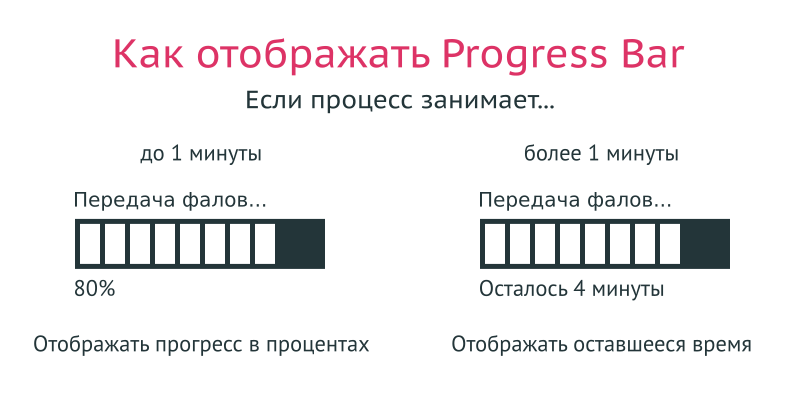 Как отображать Progress Bar
Если процесс занимает...
до 1 минуты
Передача фалов...
80%
Отображать прогресс в процентах
более 1 минуты
Передача фалов...
Осталось 4 минуты
Отображать оставшееся время